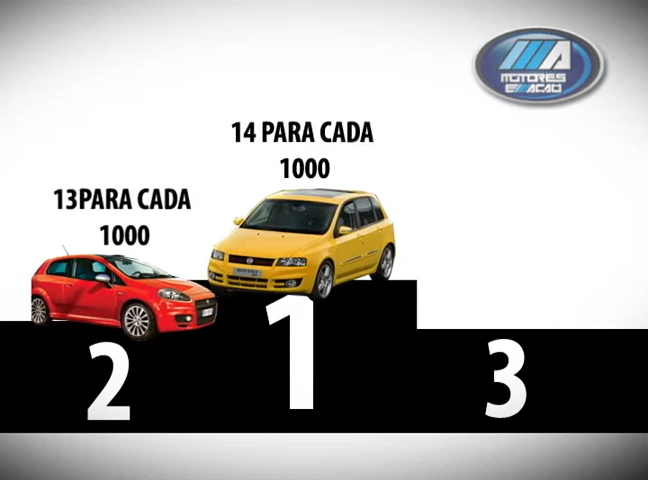 MOTORES
EM AÇÃO
14 PARA CADA
1000
13PARA CADA
1000
1
2
3